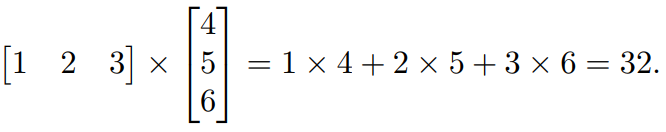 [1 2 3] × [4 5 6] = 1 × 4 + 2 × 5 + 3 × 6 = 32.